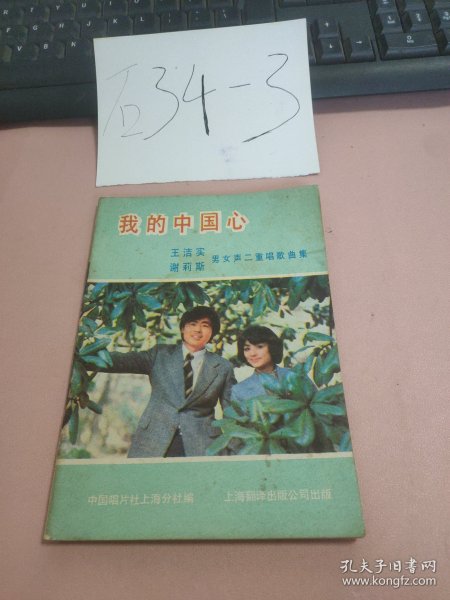 后34-3
我的中国心
王洁实
谢莉斯 男女声二重唱歌曲集
中国唱片社上海分社编 上海翻译出版公司出版
孔夫子旧书网
www.kongfz.com